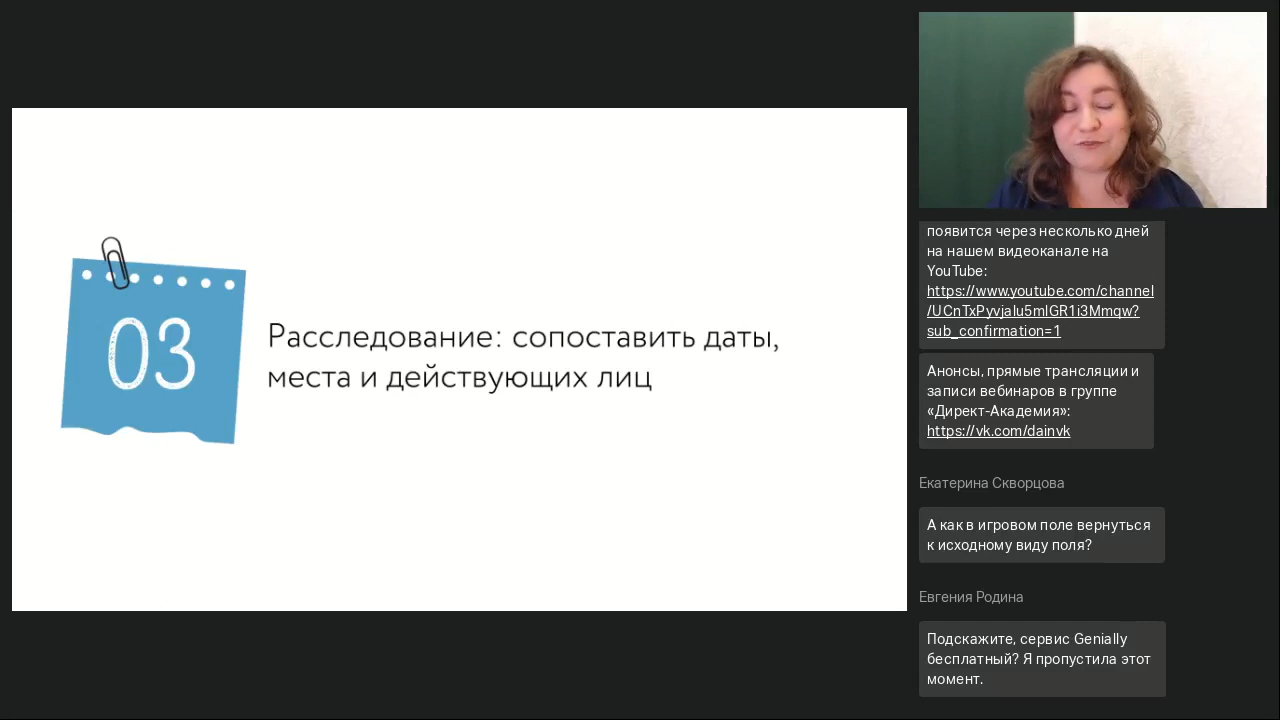 03
Расследование: сопоставить даты,
места и действующих лиц
появится через несколько дней
на нашем видеоканале на
YouTube:
https://www.youtube.com/channel
/UCnTxPyvjalu5mlGR1i3Mmqw?
sub_confirmation=1
Анонсы, прямые трансляции и
записи вебинаров в группе
«Директ-Академия»:
https://vk.com/dainvk
Екатерина Скворцова
А как в игровом поле вернуться
к исходному виду поля?
Евгения Родина
Подскажите, сервис Genially
бесплатный? Я пропустила этот
момент.